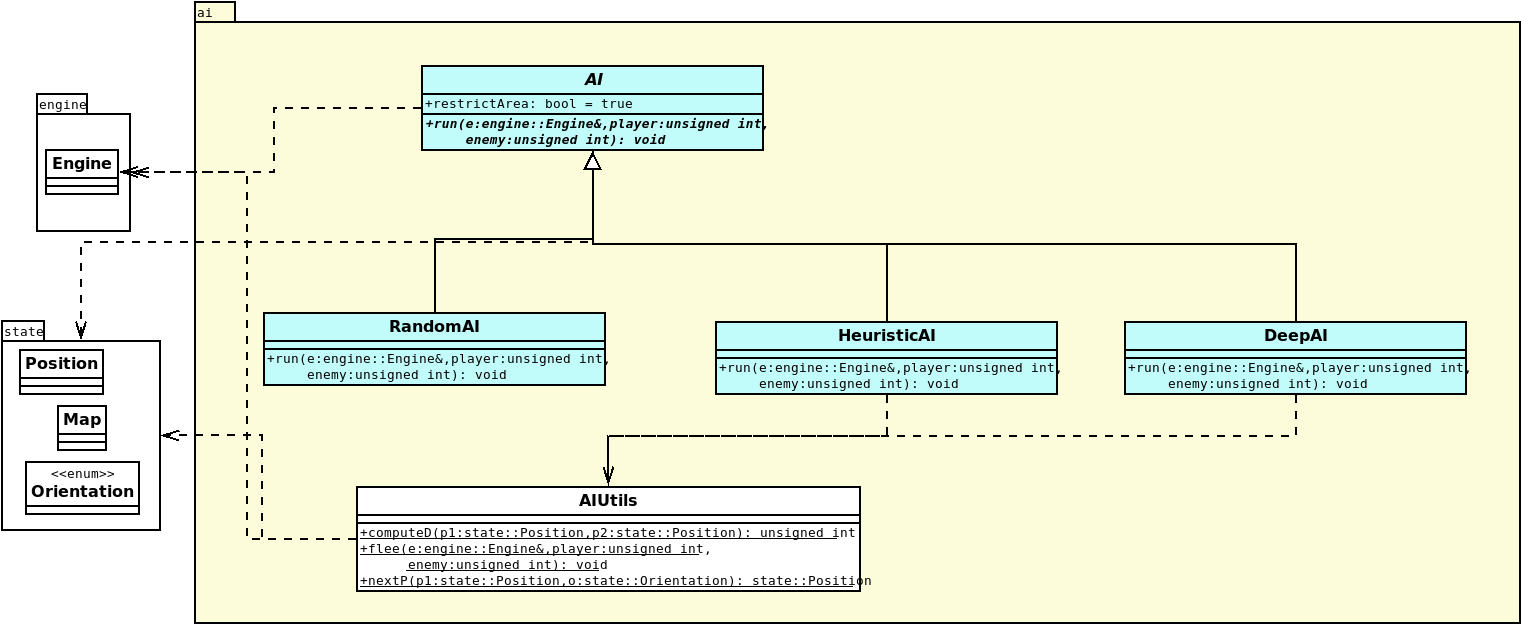 ai
AI
+restrictArea: bool = true
+run(e:engine::Engine&,player:unsigned int,
enemy:unsigned int): void
engine
Engine
state
Position
Map
<<enum>>
Orientation
RandomAI
+run(e:engine::Engine&,player:unsigned int,
enemy:unsigned int): void
HeuristicAI
+run(e:engine::Engine&,player:unsigned int,
enemy:unsigned int): void
DeepAI
+run(e:engine::Engine&,player:unsigned int,
enemy:unsigned int): void
AIUtils
+computeD(p1:state::Position,p2:state::Position): unsigned int
+flee(e:engine::Engine&,player:unsigned int,
enemy:unsigned int): void
+nextP(p1:state::Position,o:state::Orientation): state::Position